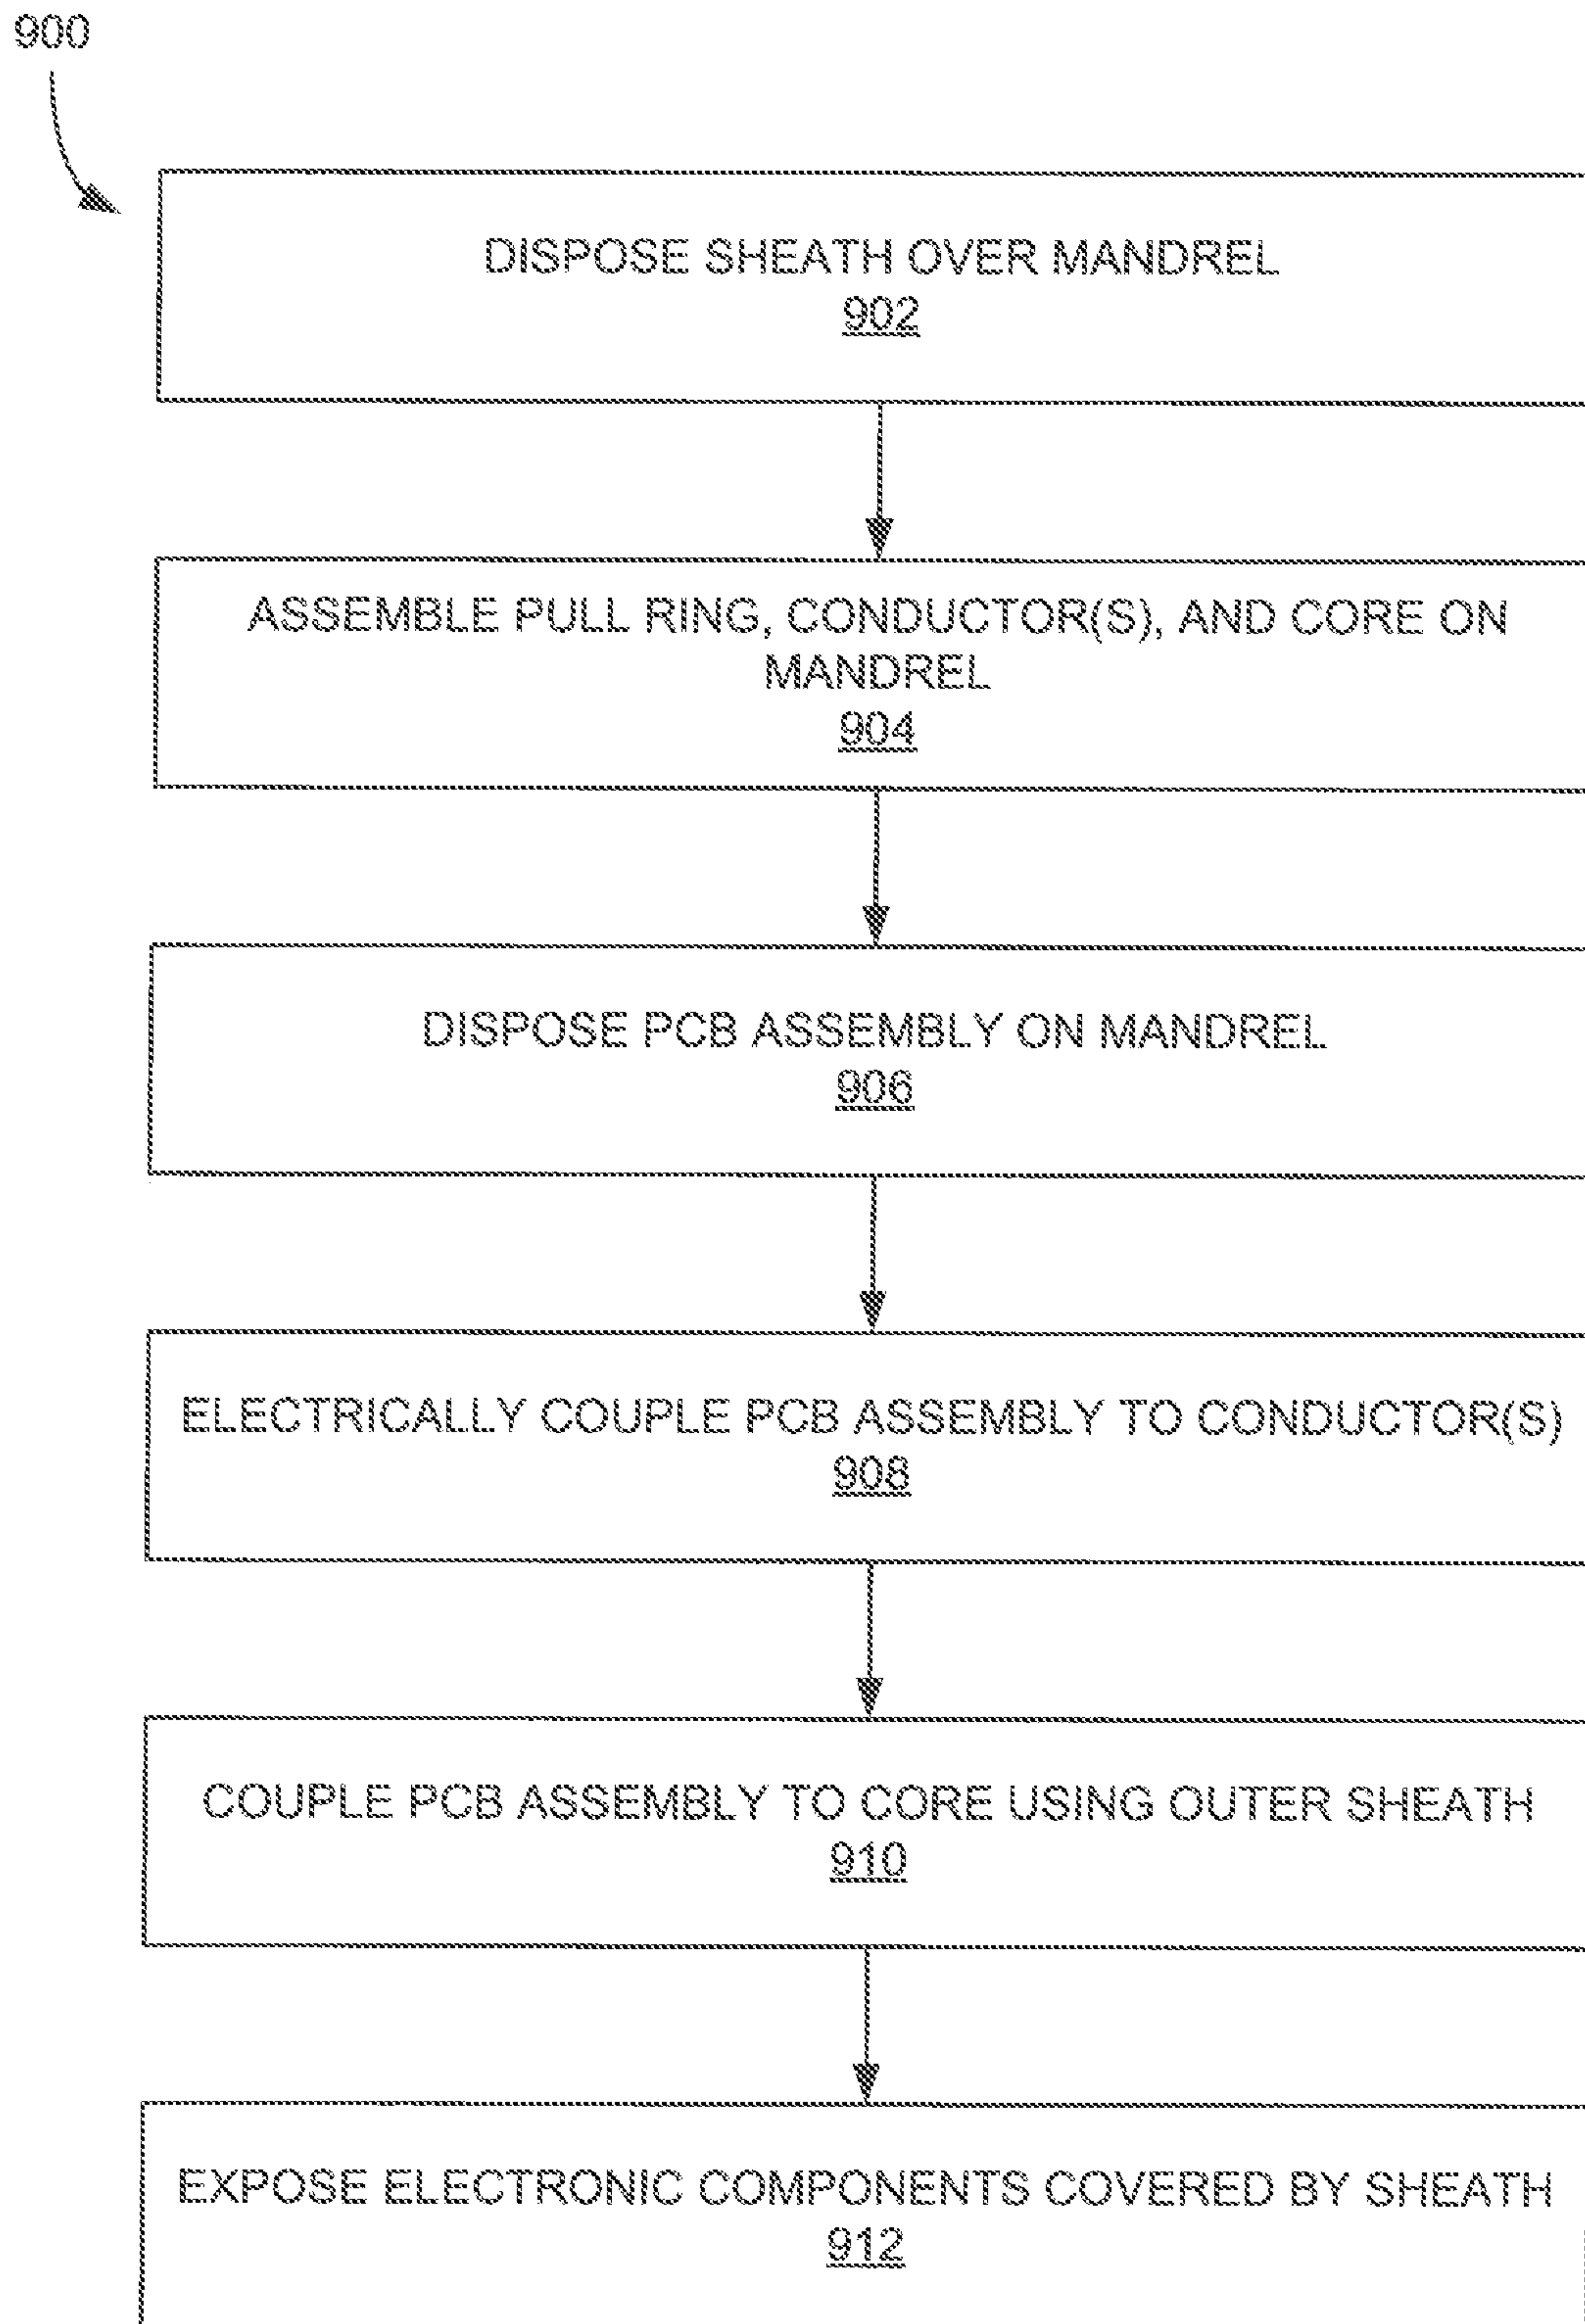 900
DISPOSE SHEATH OVER MANDREL
902
ASSEMBLE PULL RING, CONDUCTOR(S), AND CORE ON
MANDREL
904
DISPOSE PCB ASSEMBLY ON MANDREL
906
ELECTRICALLY COUPLE PCB ASSEMBLY TO CONDUCTOR(S)
908
COUPLE PCB ASSEMBLY TO CORE USING OUTER SHEATH
910
EXPOSE ELECTRONIC COMPONENTS COVERED BY SHEATH
912